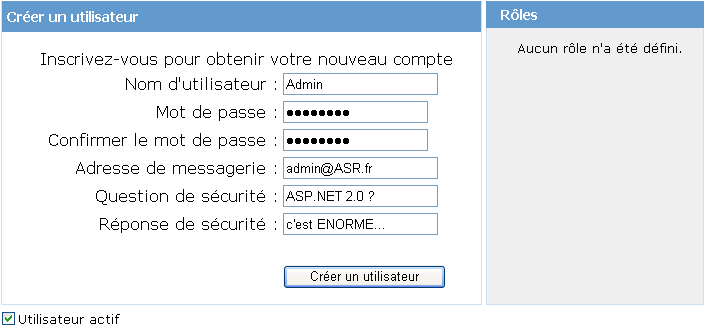 Créer un utilisateur
Inscrivez-vous pour obtenir votre nouveau compte
Nom d'utilisateur : Admin
Mot de passe : ●●●●●●●●
Confirmer le mot de passe : ●●●●●●●●
Adresse de messagerie : admin@ASR.fr
Question de sécurité : ASP.NET 2.0 ?
Réponse de sécurité : c'est ENORME...
Créer un utilisateur
Utilisateur actif
Rôles
Aucun rôle n'a été défini.